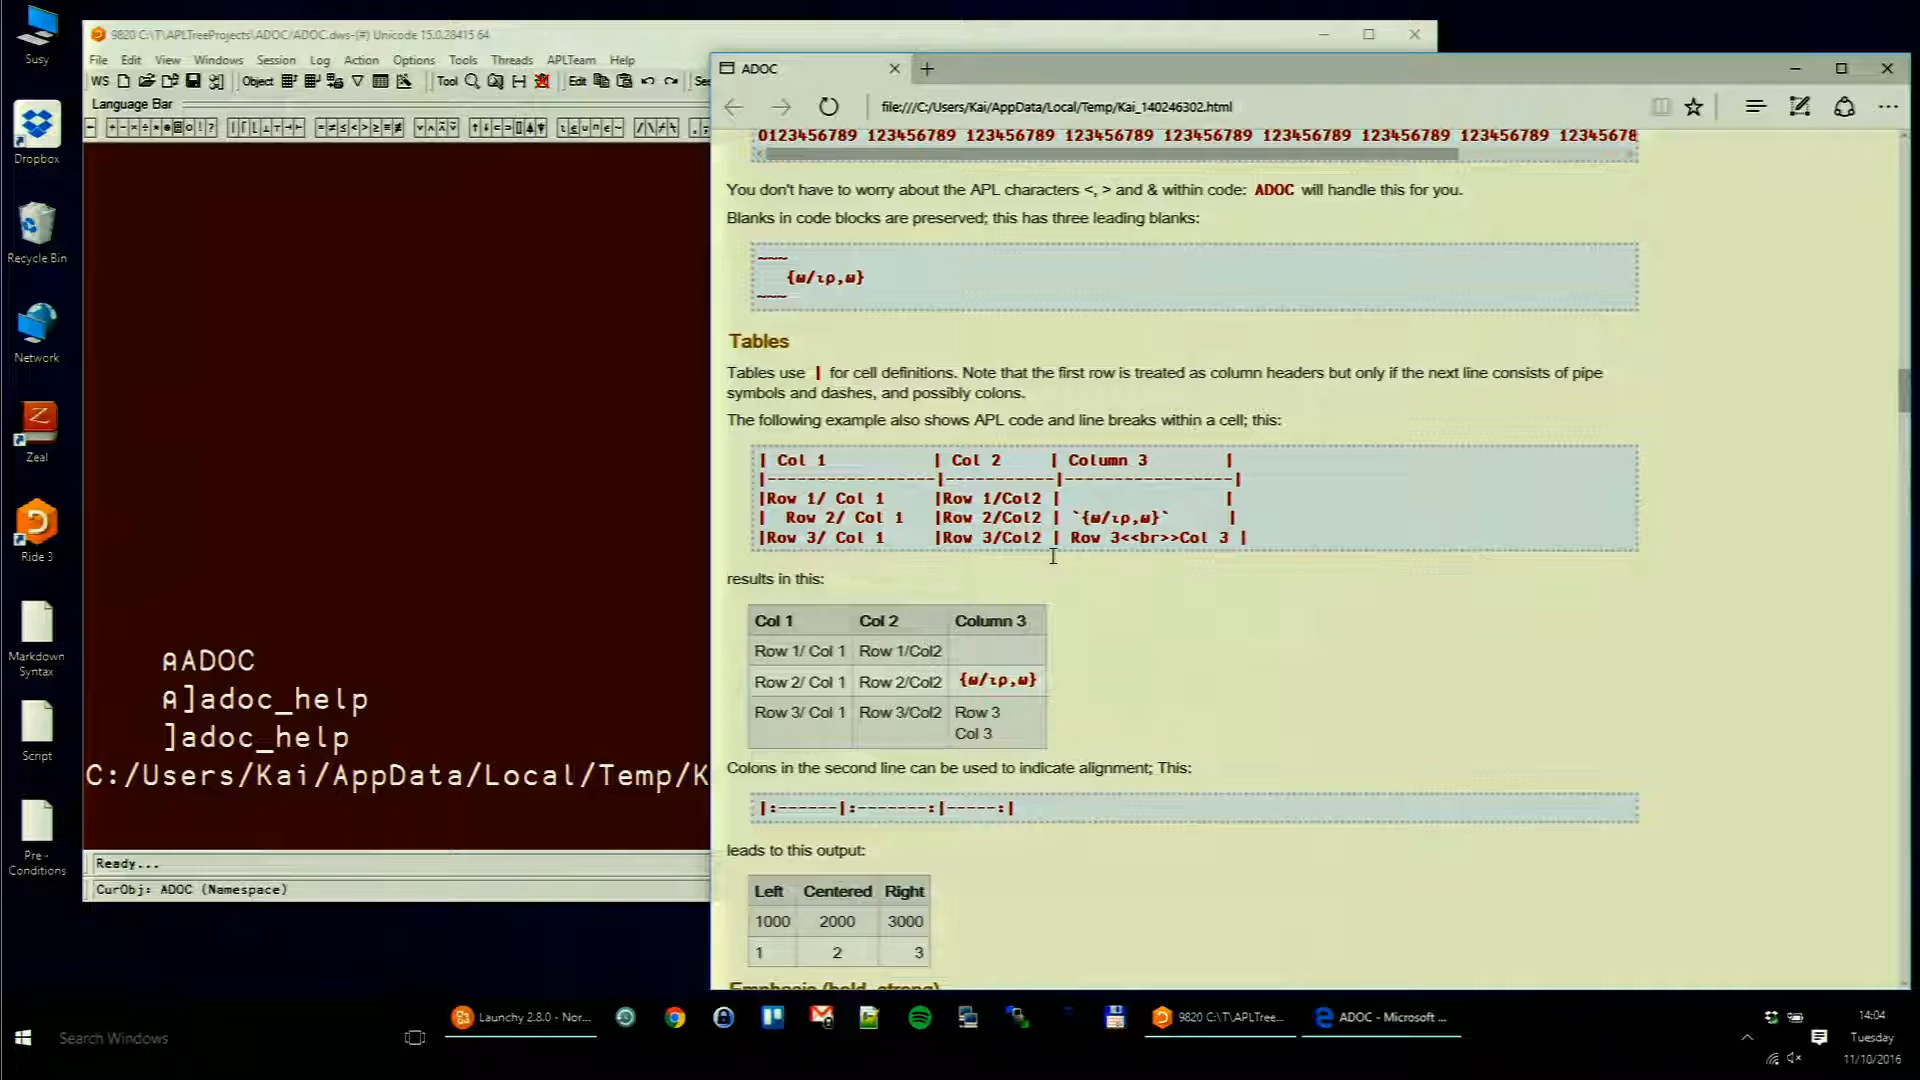 Susy
Dropbox
Recycle Bin
Network
Zeal
Ride 3
Markdown
Syntax
Script
Pre -
Conditions
9820 C:\T\APLTreeProjects\ADOC/ADOC.dws-(#) Unicode 15.0.28415 64
File Edit View Windows Session Log Action Options Tools Threads APLTeam Help
WS Object Tool Edit
Language Bar
⍝ADOC
⍝]adoc_help
]adoc_help
C:/Users/Kai/AppData/Local/Temp/K
Ready...
CurObj: ADOC (Namespace)
ADOC
file:///C:/Users/Kai/AppData/Local/Temp/Kai_140246302.html
0123456789 123456789 123456789 123456789 123456789 123456789 123456789 123456789 12345678
You don't have to worry about the APL characters <, > and & within code: ADOC will handle this for you.
Blanks in code blocks are preserved; this has three leading blanks:
~~~
{⍵/⍳⍴,⍵}
~~~
Tables
Tables use | for cell definitions. Note that the first row is treated as column headers but only if the next line consists of pipe
symbols and dashes, and possibly colons.
The following example also shows APL code and line breaks within a cell; this:
| Col 1 | Col 2 | Column 3 |
|-----------------|-----------|-----------------|
|Row 1/ Col 1 |Row 1/Col2 | |
| Row 2/ Col 1 |Row 2/Col2 | `{⍵/⍳⍴,⍵}` |
|Row 3/ Col 1 |Row 3/Col2 | Row 3<<br>>Col 3 |
results in this:
Col 1 Col 2 Column 3
Row 1/ Col 1 Row 1/Col2
Row 2/ Col 1 Row 2/Col2 {⍵/⍳⍴,⍵}
Row 3/ Col 1 Row 3/Col2 Row 3
Col 3
Colons in the second line can be used to indicate alignment; This:
|:------|:-------:|-----:|
leads to this output:
Left Centered Right
1000 2000 3000
1 2 3
Emphasis (bold, strong)
Search Windows
Launchy 2.8.0 - Nor...
9820 C:\T\APLTree...
ADOC - Microsoft ...
14:04
Tuesday
11/10/2016